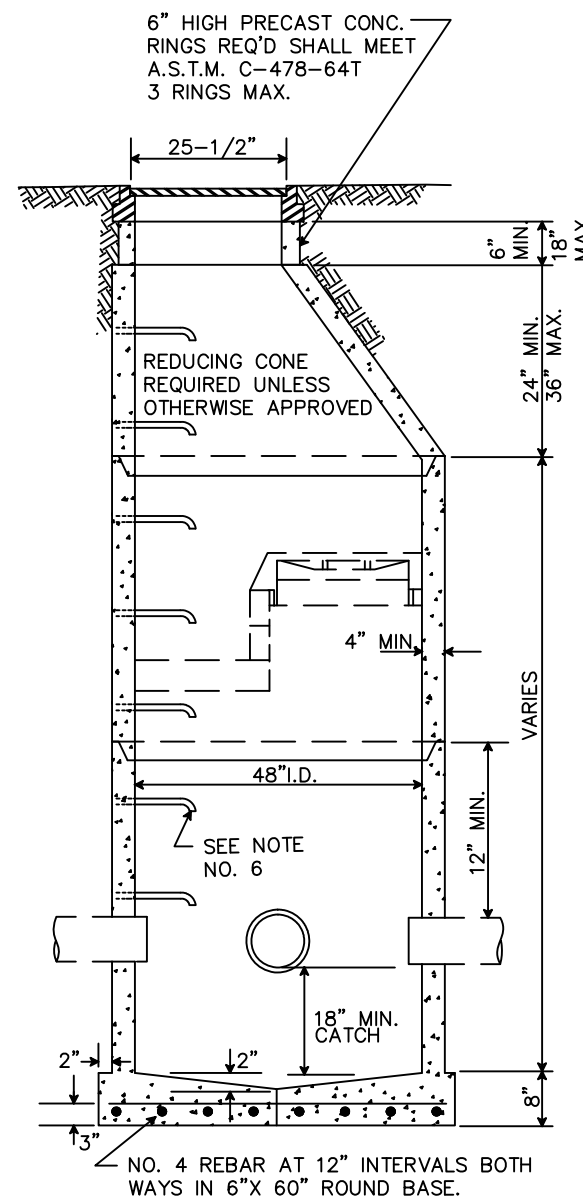 6” HIGH PRECAST CONC.
RINGS REQ’D SHALL MEET
A.S.T.M. C–478–64T
3 RINGS MAX.
25–1/2”
6” MIN.
18” MAX
REDUCING CONE
REQUIRED UNLESS
OTHERWISE APPROVED
24” MIN.
36” MAX.
4” MIN
VARIES
48”I.D.
12” MIN.
SEE NOTE
NO. 6
18” MIN.
CATCH
2”
2”
8”
3”
NO. 4 REBAR AT 12” INTERVALS BOTH
WAYS IN 6”X 60” ROUND BASE.